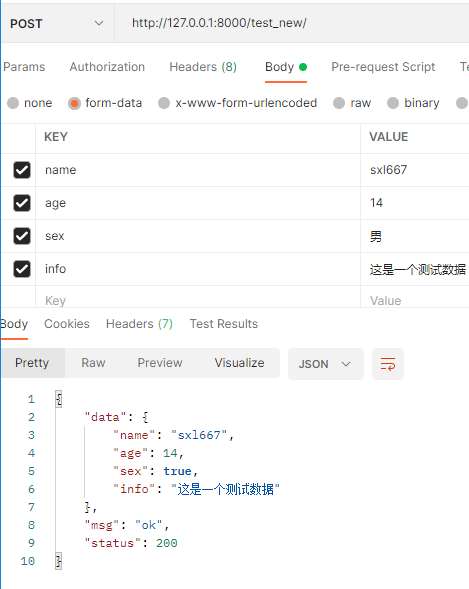 POST http://127.0.0.1:8000/test_new/
Params Authorization Headers (8) Body Pre-request Script Te
none form-data x-www-form-urlencoded raw binary
KEY VALUE
name sxl667
age 14
sex 男
info 这是一个测试数据
Key Value
Body Cookies Headers (7) Test Results
Pretty Raw Preview Visualize JSON
1 {
2 "data": {
3 "name": "sxl667",
4 "age": 14,
5 "sex": true,
6 "info": "这是一个测试数据"
7 },
8 "msg": "ok",
9 "status": 200
10 }